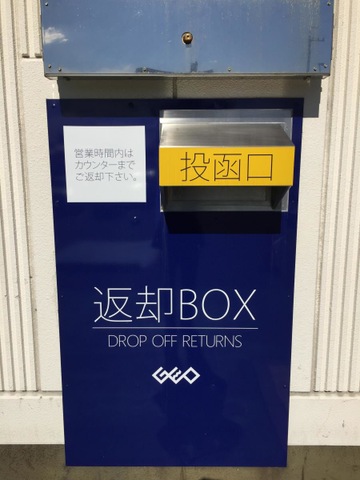 営業時間内は
カウンターまで
ご返却下さい。
投函口
返却BOX
DROP OFF RETURNS
GEO